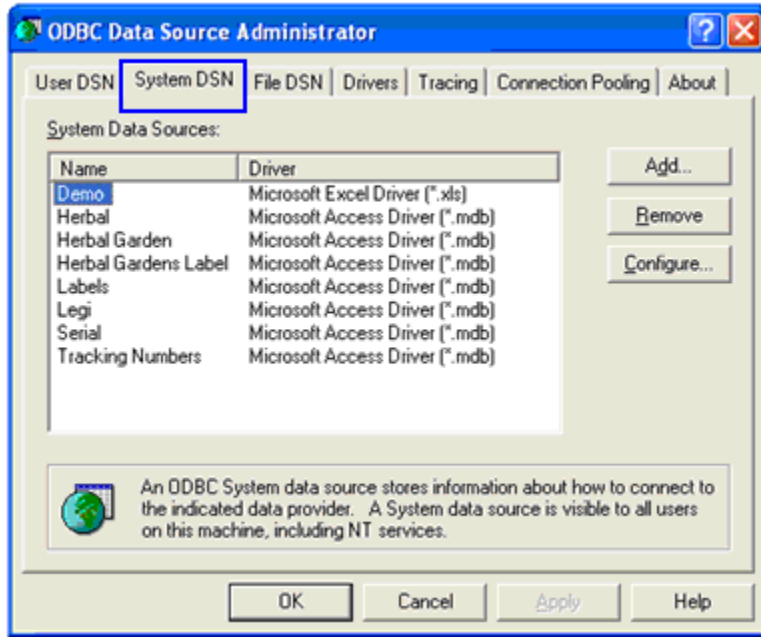 ODBC Data Source Administrator
User DSN System DSN File DSN Drivers Tracing Connection Pooling About
System Data Sources:
Name Driver
Demo Microsoft Excel Driver (*.xls)
Herbal Microsoft Access Driver (*.mdb)
Herbal Garden Microsoft Access Driver (*.mdb)
Herbal Gardens Label Microsoft Access Driver (*.mdb)
Labels Microsoft Access Driver (*.mdb)
Legi Microsoft Access Driver (*.mdb)
Serial Microsoft Access Driver (*.mdb)
Tracking Numbers Microsoft Access Driver (*.mdb)
Add...
Remove
Configure...
An ODBC System data source stores information about how to connect to
the indicated data provider. A System data source is visible to all users
on this machine, including NT services.
OK Cancel Apply Help